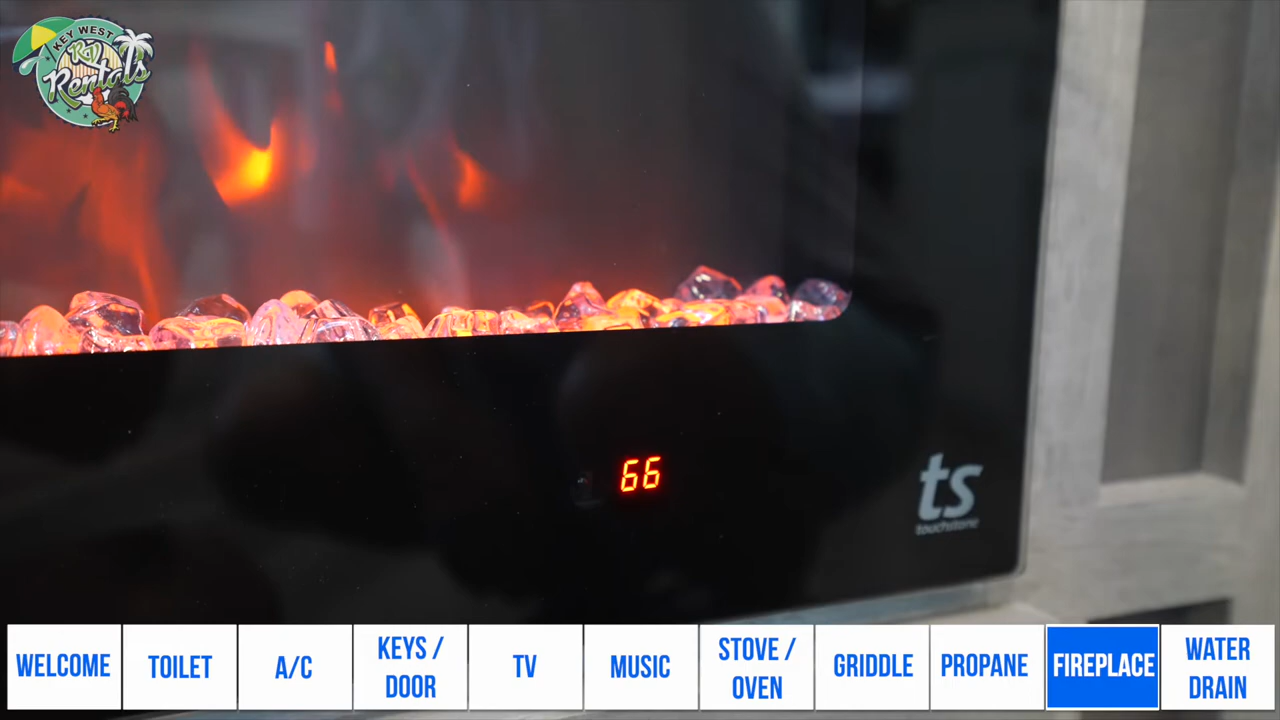 KEY WEST
RV
Rentals
66
ts
touchstone
WELCOME
TOILET
A/C
KEYS /
DOOR
TV
MUSIC
STOVE /
OVEN
GRIDDLE
PROPANE
FIREPLACE
WATER
DRAIN